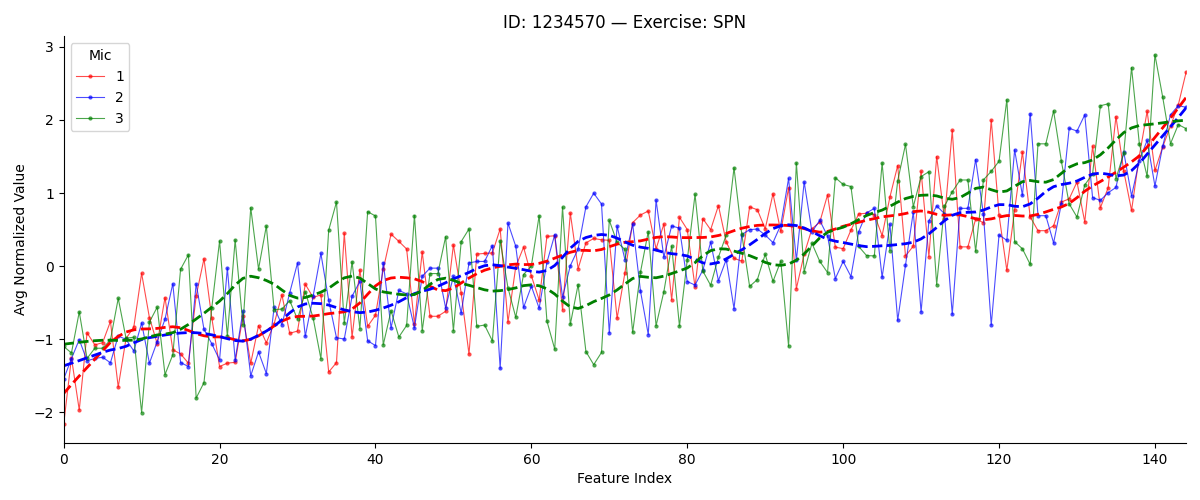 ID: 1234570 — Exercise: SPN
Mic
1
2
3
Avg Normalized Value
3
2
1
0
−1
−2
0 20 40 60 80 100 120 140
Feature Index